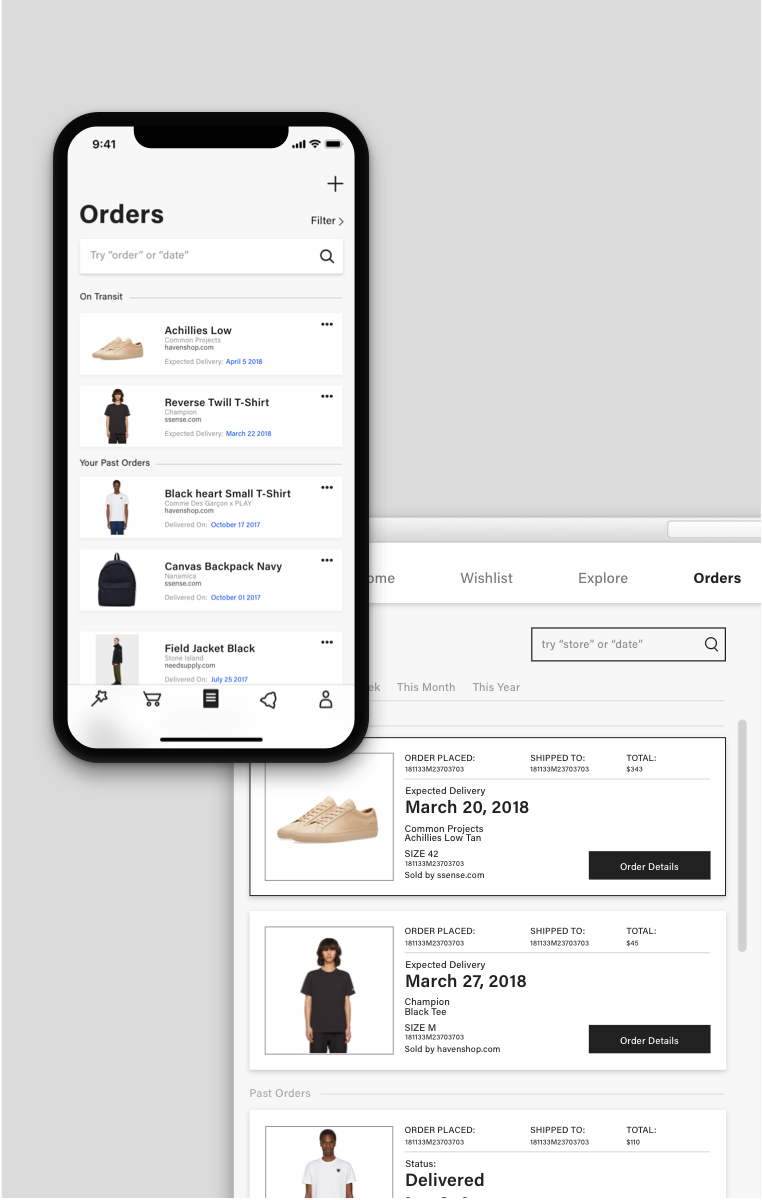 9:41
Orders
Filter
Try “order” or “date”
On Transit
Achillies Low
Common Projects
havenshop.com
Expected Delivery: April 5 2018
Reverse Twill T-Shirt
Champion
ssense.com
Expected Delivery: March 22 2018
Your Past Orders
Black heart Small T-Shirt
Comme Des Garçon x PLAY
havenshop.com
Delivered On: October 17 2017
Canvas Backpack Navy
Nanamica
ssense.com
Delivered On: October 01 2017
Field Jacket Black
Stone Island
needsupply.com
Delivered On: July 25 2017
ome Wishlist Explore Orders
try “store” or “date”
ek This Month This Year
ORDER PLACED: SHIPPED TO: TOTAL:
181133M23703703 181133M23703703 $343
Expected Delivery
March 20, 2018
Common Projects
Achillies Low Tan
SIZE 42
181133M23703703
Sold by ssense.com
Order Details
ORDER PLACED: SHIPPED TO: TOTAL:
181133M23703703 181133M23703703 $45
Expected Delivery
March 27, 2018
Champion
Black Tee
SIZE M
181133M23703703
Sold by havenshop.com
Order Details
Past Orders
ORDER PLACED: SHIPPED TO: TOTAL:
181133M23703703 181133M23703703 $110
Status:
Delivered